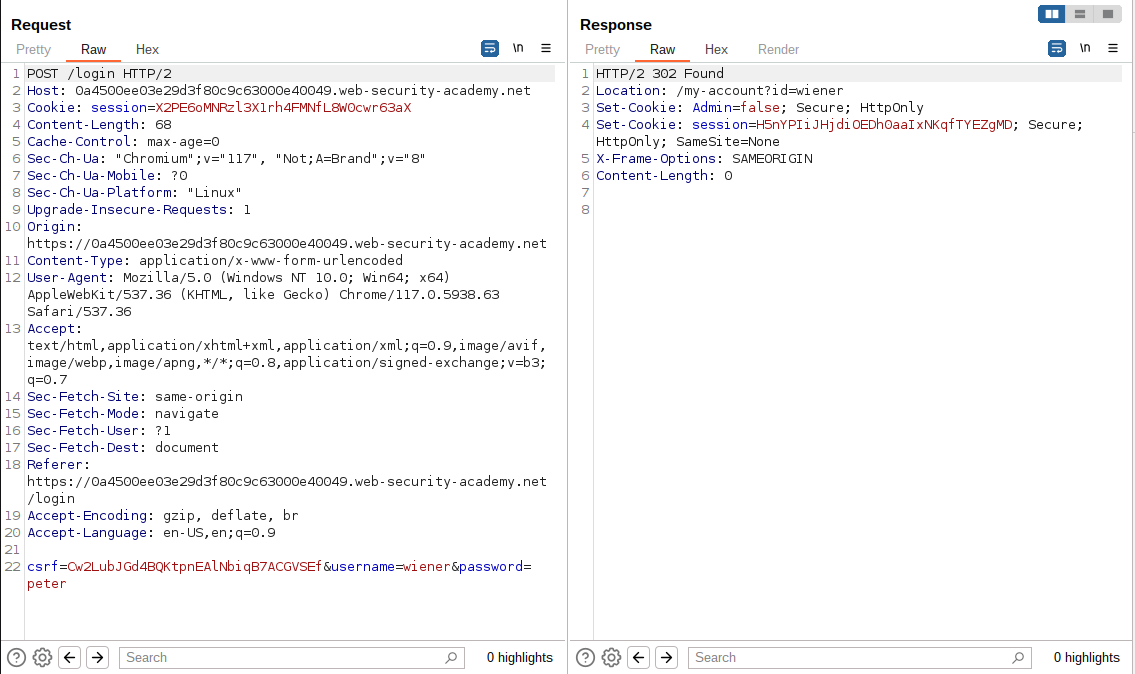 Request
Pretty Raw Hex \n
1 POST /login HTTP/2
2 Host: 0a4500ee03e29d3f80c9c63000e40049.web-security-academy.net
3 Cookie: session=X2PE6oMNRzl3X1rh4FMNfL8W0cwr63aX
4 Content-Length: 68
5 Cache-Control: max-age=0
6 Sec-Ch-Ua: "Chromium";v="117", "Not;A=Brand";v="8"
7 Sec-Ch-Ua-Mobile: ?0
8 Sec-Ch-Ua-Platform: "Linux"
9 Upgrade-Insecure-Requests: 1
10 Origin:
https://0a4500ee03e29d3f80c9c63000e40049.web-security-academy.net
11 Content-Type: application/x-www-form-urlencoded
12 User-Agent: Mozilla/5.0 (Windows NT 10.0; Win64; x64)
AppleWebKit/537.36 (KHTML, like Gecko) Chrome/117.0.5938.63
Safari/537.36
13 Accept:
text/html,application/xhtml+xml,application/xml;q=0.9,image/avif,
image/webp,image/apng,*/*;q=0.8,application/signed-exchange;v=b3;
q=0.7
14 Sec-Fetch-Site: same-origin
15 Sec-Fetch-Mode: navigate
16 Sec-Fetch-User: ?1
17 Sec-Fetch-Dest: document
18 Referer:
https://0a4500ee03e29d3f80c9c63000e40049.web-security-academy.net
/login
19 Accept-Encoding: gzip, deflate, br
20 Accept-Language: en-US,en;q=0.9
21
22 csrf=Cw2LubJGd4BQKtpnEAlNbiqB7ACGVSEf&username=wiener&password=
peter
Search 0 highlights
Response
Pretty Raw Hex Render \n
1 HTTP/2 302 Found
2 Location: /my-account?id=wiener
3 Set-Cookie: Admin=false; Secure; HttpOnly
4 Set-Cookie: session=H5nYPIiJHjdiOEDhOaaIxNKqfTYEZgMD; Secure;
HttpOnly; SameSite=None
5 X-Frame-Options: SAMEORIGIN
6 Content-Length: 0
7
8
Search 0 highlights